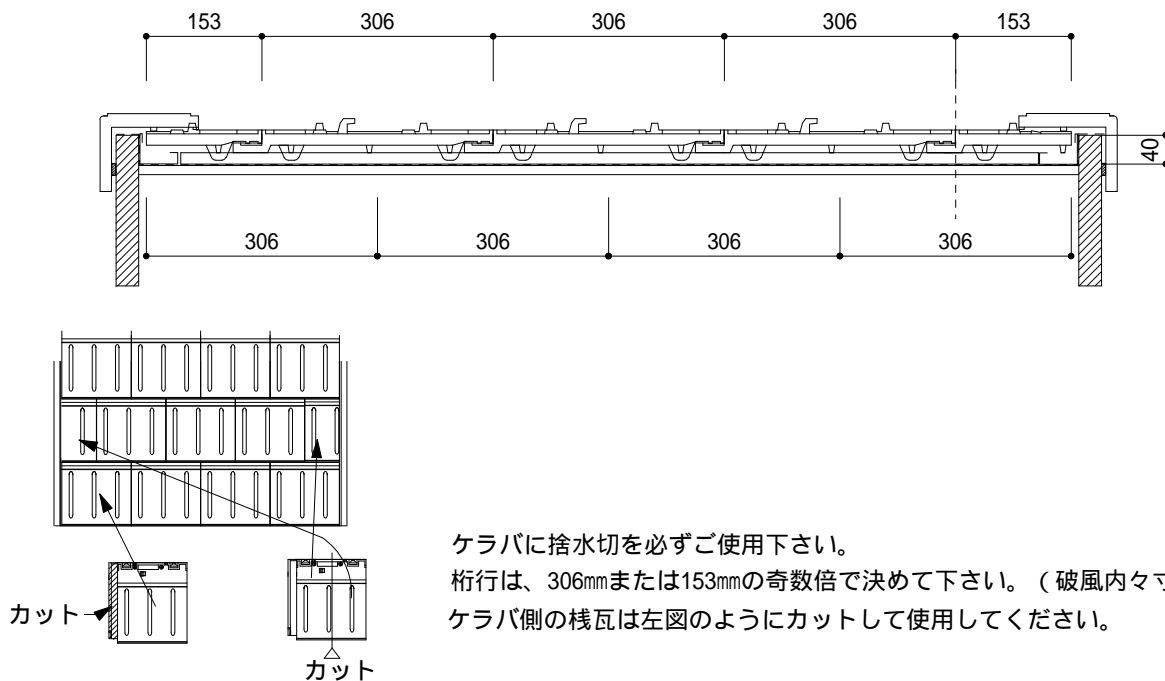 153 306 306 306 153
40
306 306 306 306
ケラバに捨水切を必ずご使用下さい。
桁行は、306㎜または153㎜の奇数倍で決めて下さい。（破風内々寸
ケラバ側の桟瓦は左図のようにカットして使用してください。
カット
カット